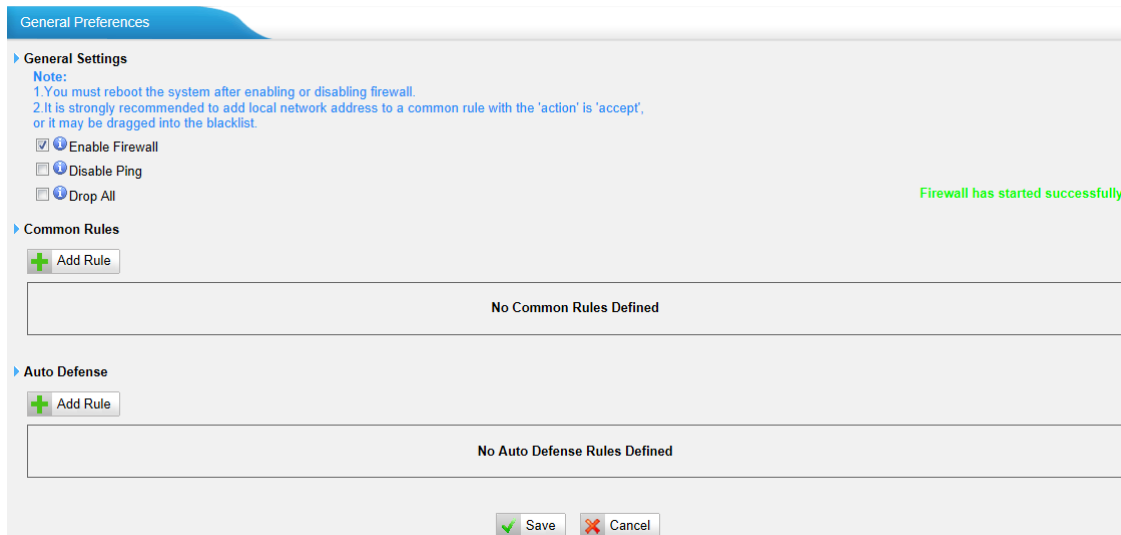 General Preferences
General Settings
Note:
1.You must reboot the system after enabling or disabling firewall.
2.It is strongly recommended to add local network address to a common rule with the 'action' is 'accept',
or it may be dragged into the blacklist.
Enable Firewall
Disable Ping
Drop All
Firewall has started successfully
Common Rules
Add Rule
No Common Rules Defined
Auto Defense
Add Rule
No Auto Defense Rules Defined
Save Cancel